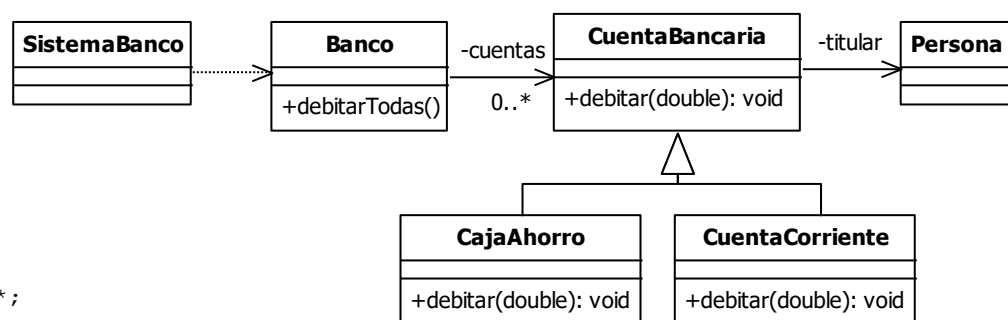 SistemaBanco
Banco
+debitarTodas()
-cuentas
0..*
CuentaBancaria
+debitar(double): void
-titular
Persona
CajaAhorro
+debitar(double): void
CuentaCorriente
+debitar(double): void
*;